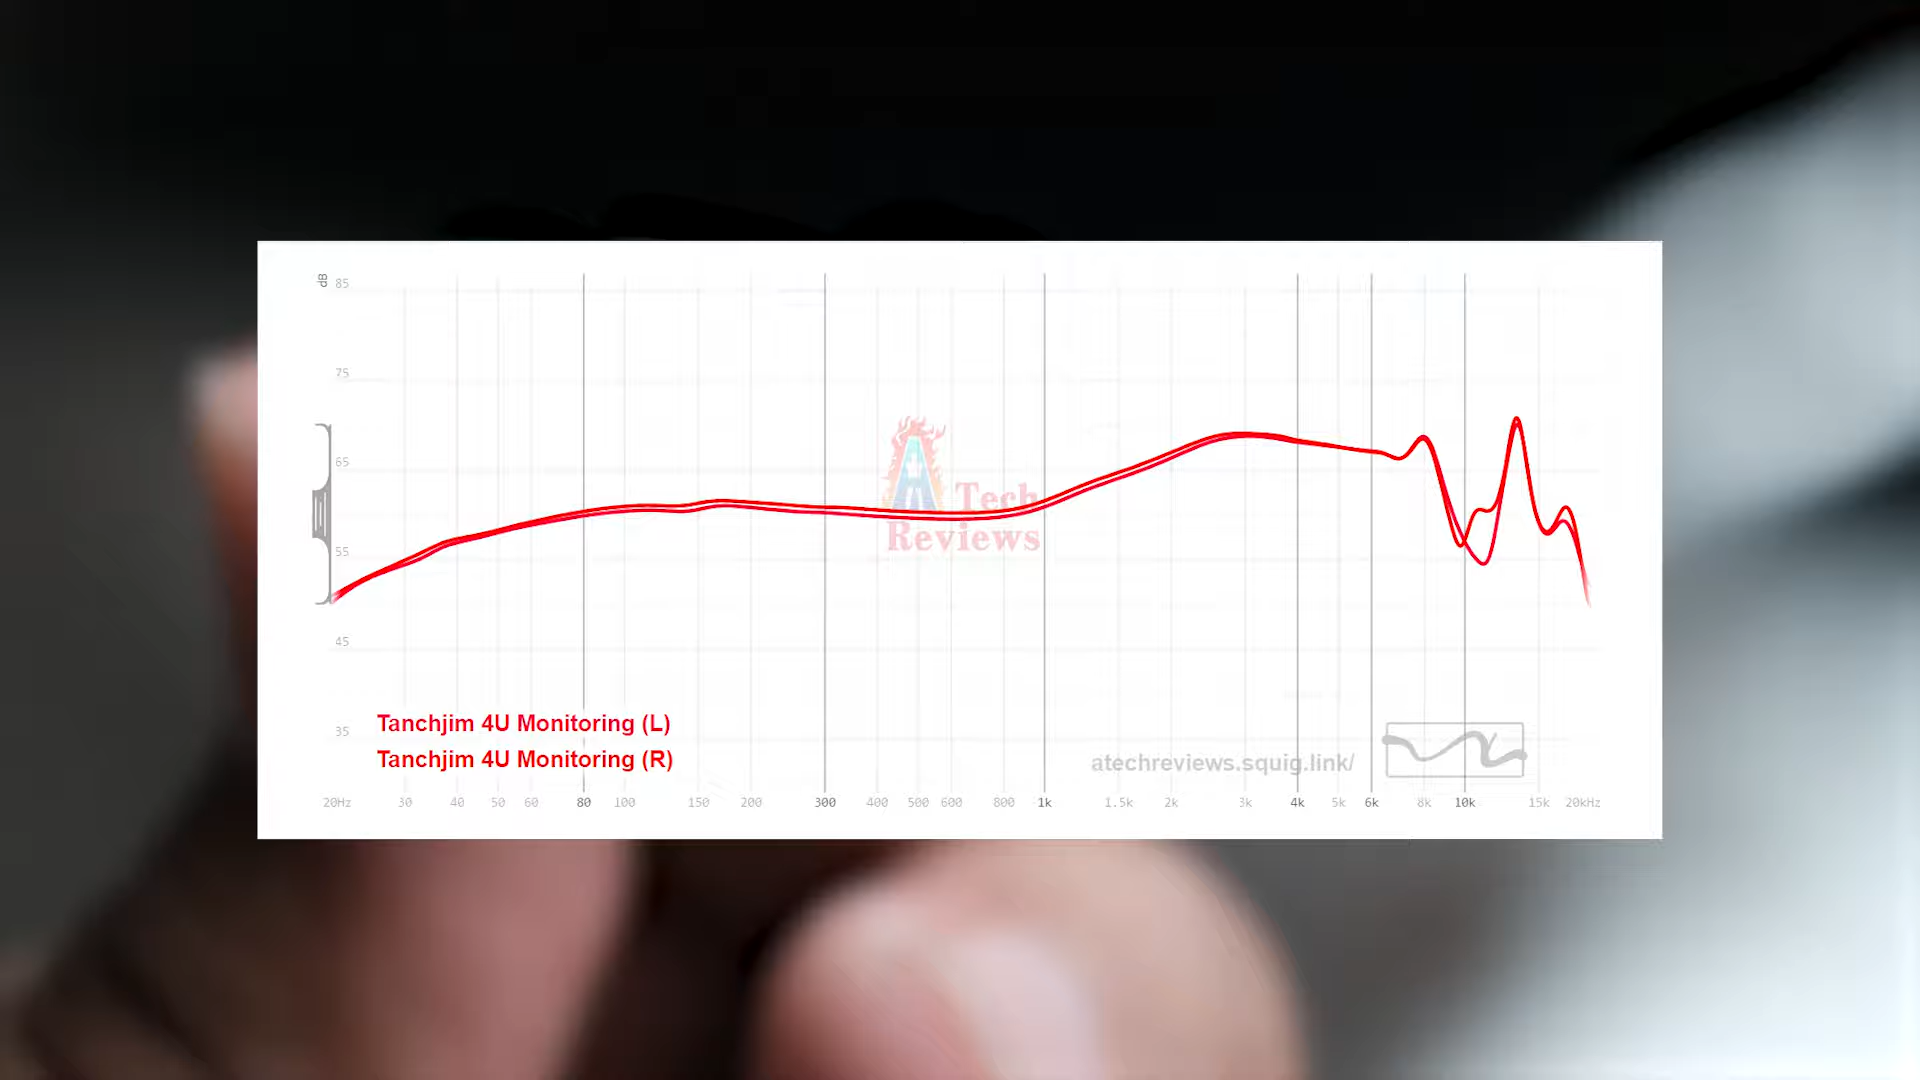 dB
85
75
65
55
45
35
A Tech
Reviews
Tanchjim 4U Monitoring (L)
Tanchjim 4U Monitoring (R)
atechreviews.squig.link/
20Hz 30 40 50 60 80 100 150 200 300 400 500 600 800 1k 1.5k 2k 3k 4k 5k 6k 8k 10k 15k 20kHz